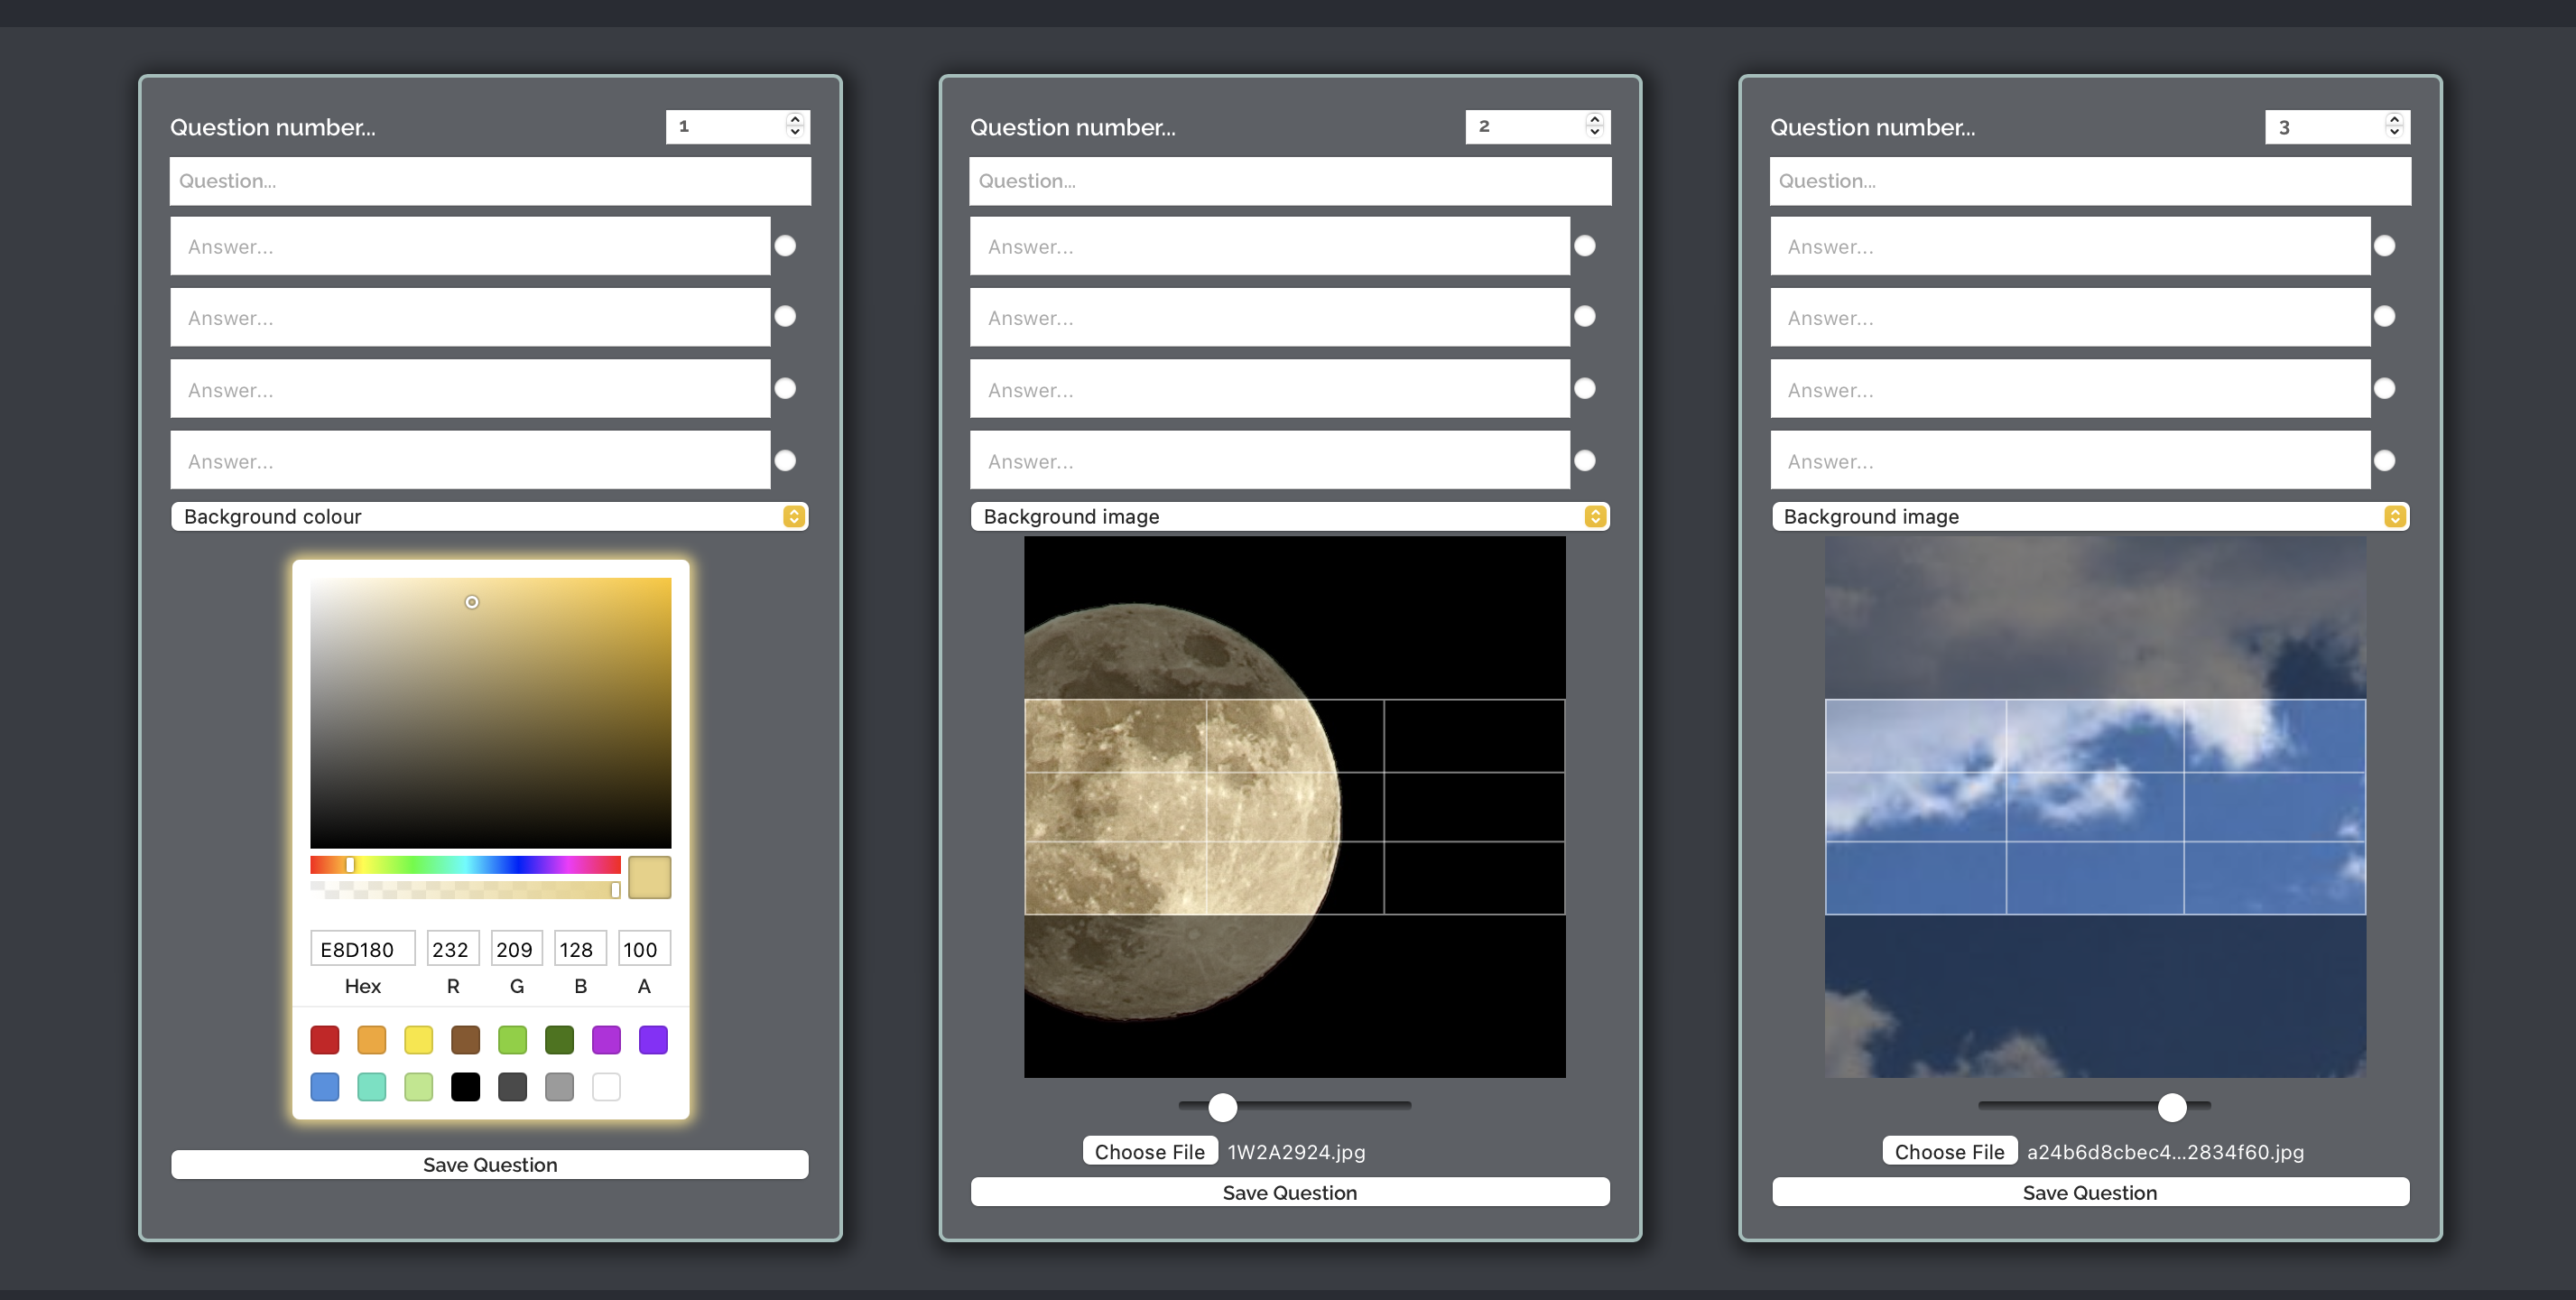 Question number...
1
Question...
Answer...
Answer...
Answer...
Answer...
Background colour
E8D180 232 209 128 100
Hex R G B A
Save Question
Question number...
2
Question...
Answer...
Answer...
Answer...
Answer...
Background image
Choose File 1W2A2924.jpg
Save Question
Question number...
3
Question...
Answer...
Answer...
Answer...
Answer...
Background image
Choose File a24b6d8cbec4...2834f60.jpg
Save Question